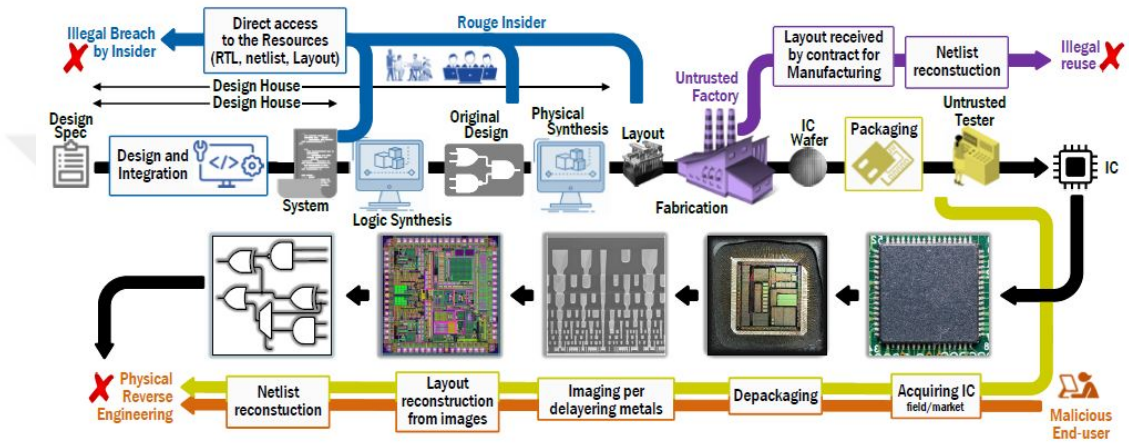 Illegal Breach
by Insider
Direct access
to the Resources
(RTL, netlist, Layout)
Rouge Insider
Layout received
by contract for
Manufacturing
Netlist
reconstuction
Illegal
reuse
Design House
Design House
Untrusted
Factory
Untrusted
Tester
Design
Spec
Design and
Integration
System
Logic Synthesis
Original
Design
Physical
Synthesis
Layout
Fabrication
IC
Wafer
Packaging
IC
Physical
Reverse
Engineering
Netlist
reconstuction
Layout
reconstruction
from images
Imaging per
delayering metals
Depackaging
Acquiring IC
field/market
Malicious
End-user